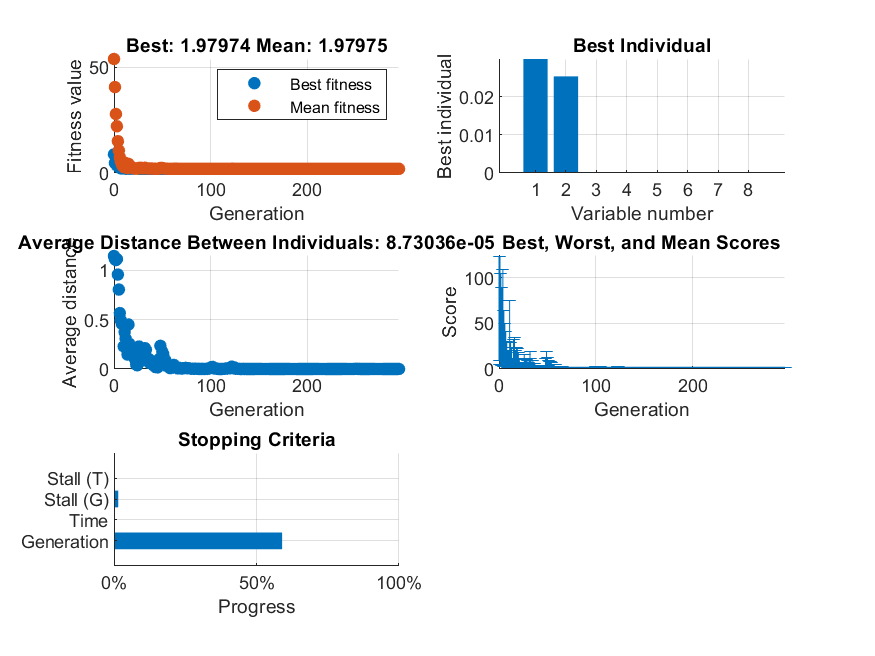 Best: 1.97974 Mean: 1.97975
Fitness value
50
0
0
100
200
Generation
Best fitness
Mean fitness
Best Individual
Best individual
0.02
0.01
0
1 2 3 4 5 6 7 8
Variable number
Average Distance Between Individuals: 8.73036e-05
Average distance
1
0.5
0
0
100
200
Generation
Best, Worst, and Mean Scores
Score
100
50
0
0
100
200
Generation
Stopping Criteria
Stall (T)
Stall (G)
Time
Generation
0%
50%
100%
Progress